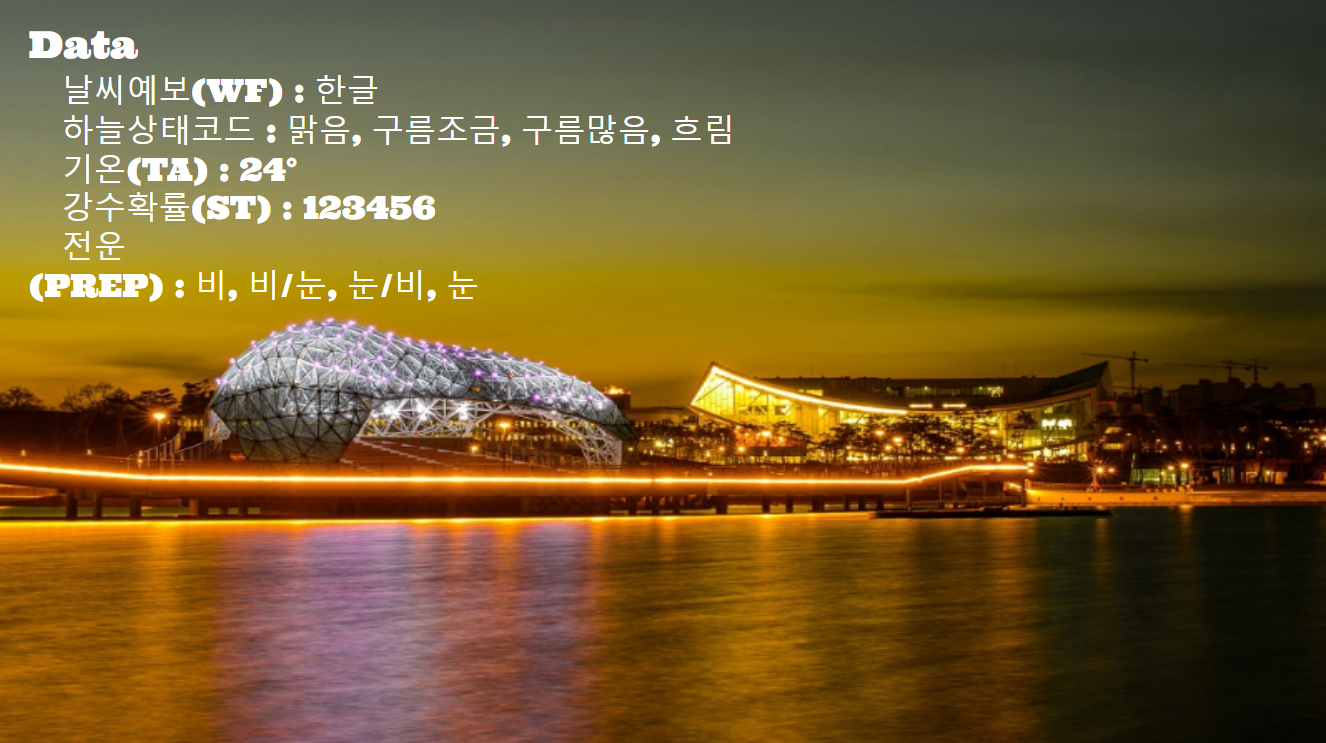 Data
날씨예보(WF) : 한글
하늘상태코드 : 맑음, 구름조금, 구름많음, 흐림
기온(TA) : 24°
강수확률(ST) : 123456
전운
(PREP) : 비, 비/눈, 눈/비, 눈